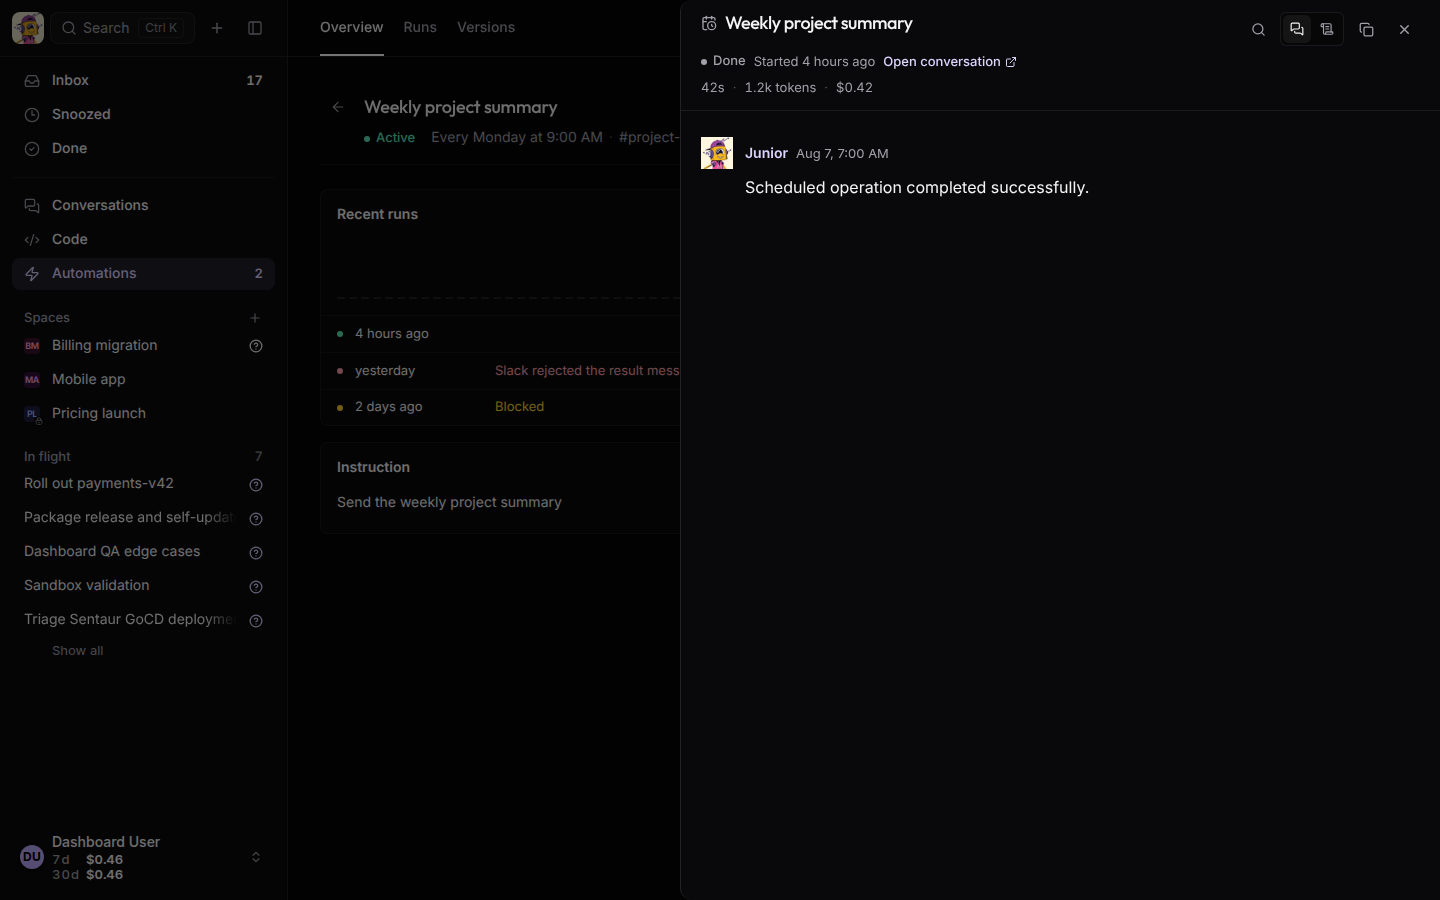 Search Ctrl K
Inbox 17
Snoozed
Done
Conversations
Code
Automations 2
Spaces
BM Billing migration
MA Mobile app
PL Pricing launch
In flight 7
Roll out payments-v42
Package release and self-updat
Dashboard QA edge cases
Sandbox validation
Triage Sentaur GoCD deployme
Show all
DU Dashboard User
7d $0.46
30d $0.46
Overview Runs Versions
Weekly project summary
Active Every Monday at 9:00 AM · #project-
Recent runs
4 hours ago
yesterday Slack rejected the result mess
2 days ago Blocked
Instruction
Send the weekly project summary
Weekly project summary
Done Started 4 hours ago Open conversation
42s · 1.2k tokens · $0.42
Junior Aug 7, 7:00 AM
Scheduled operation completed successfully.